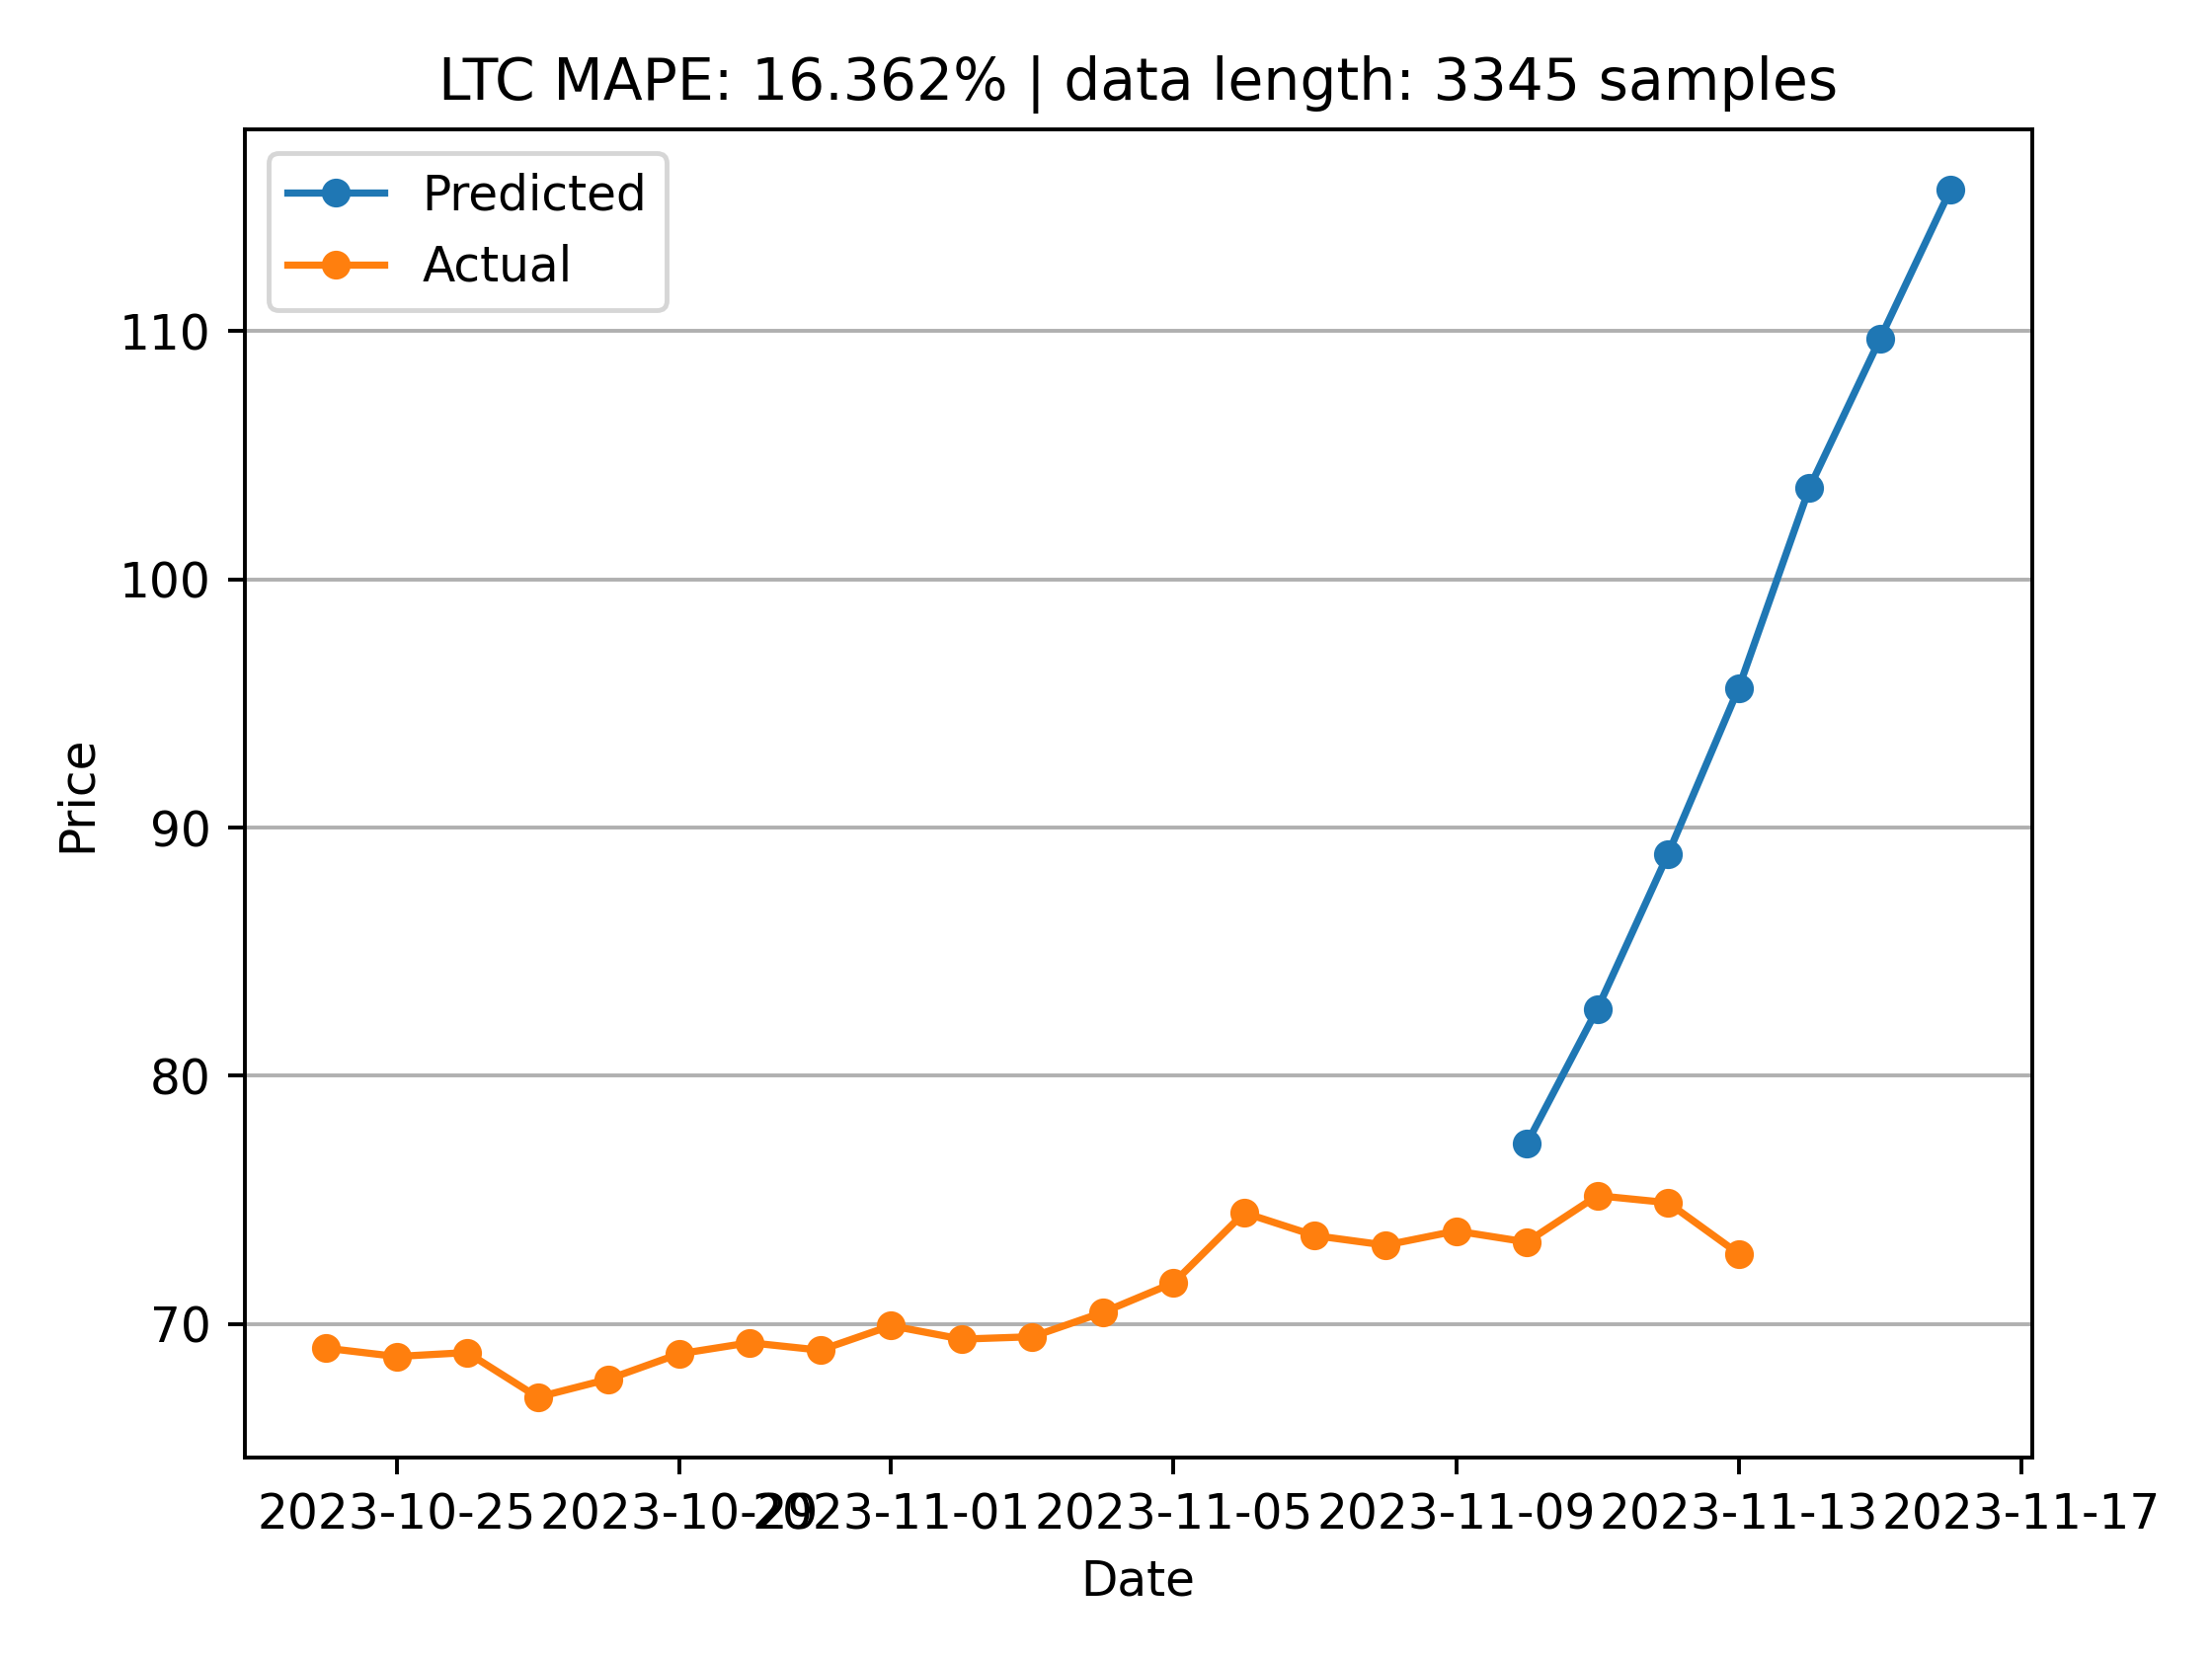 LTC MAPE: 16.362% | data length: 3345 samples
Predicted
Actual
110
100
90
80
70
Price
2023-10-25 2023-10-29 2023-11-01 2023-11-05 2023-11-09 2023-11-13 2023-11-17
Date